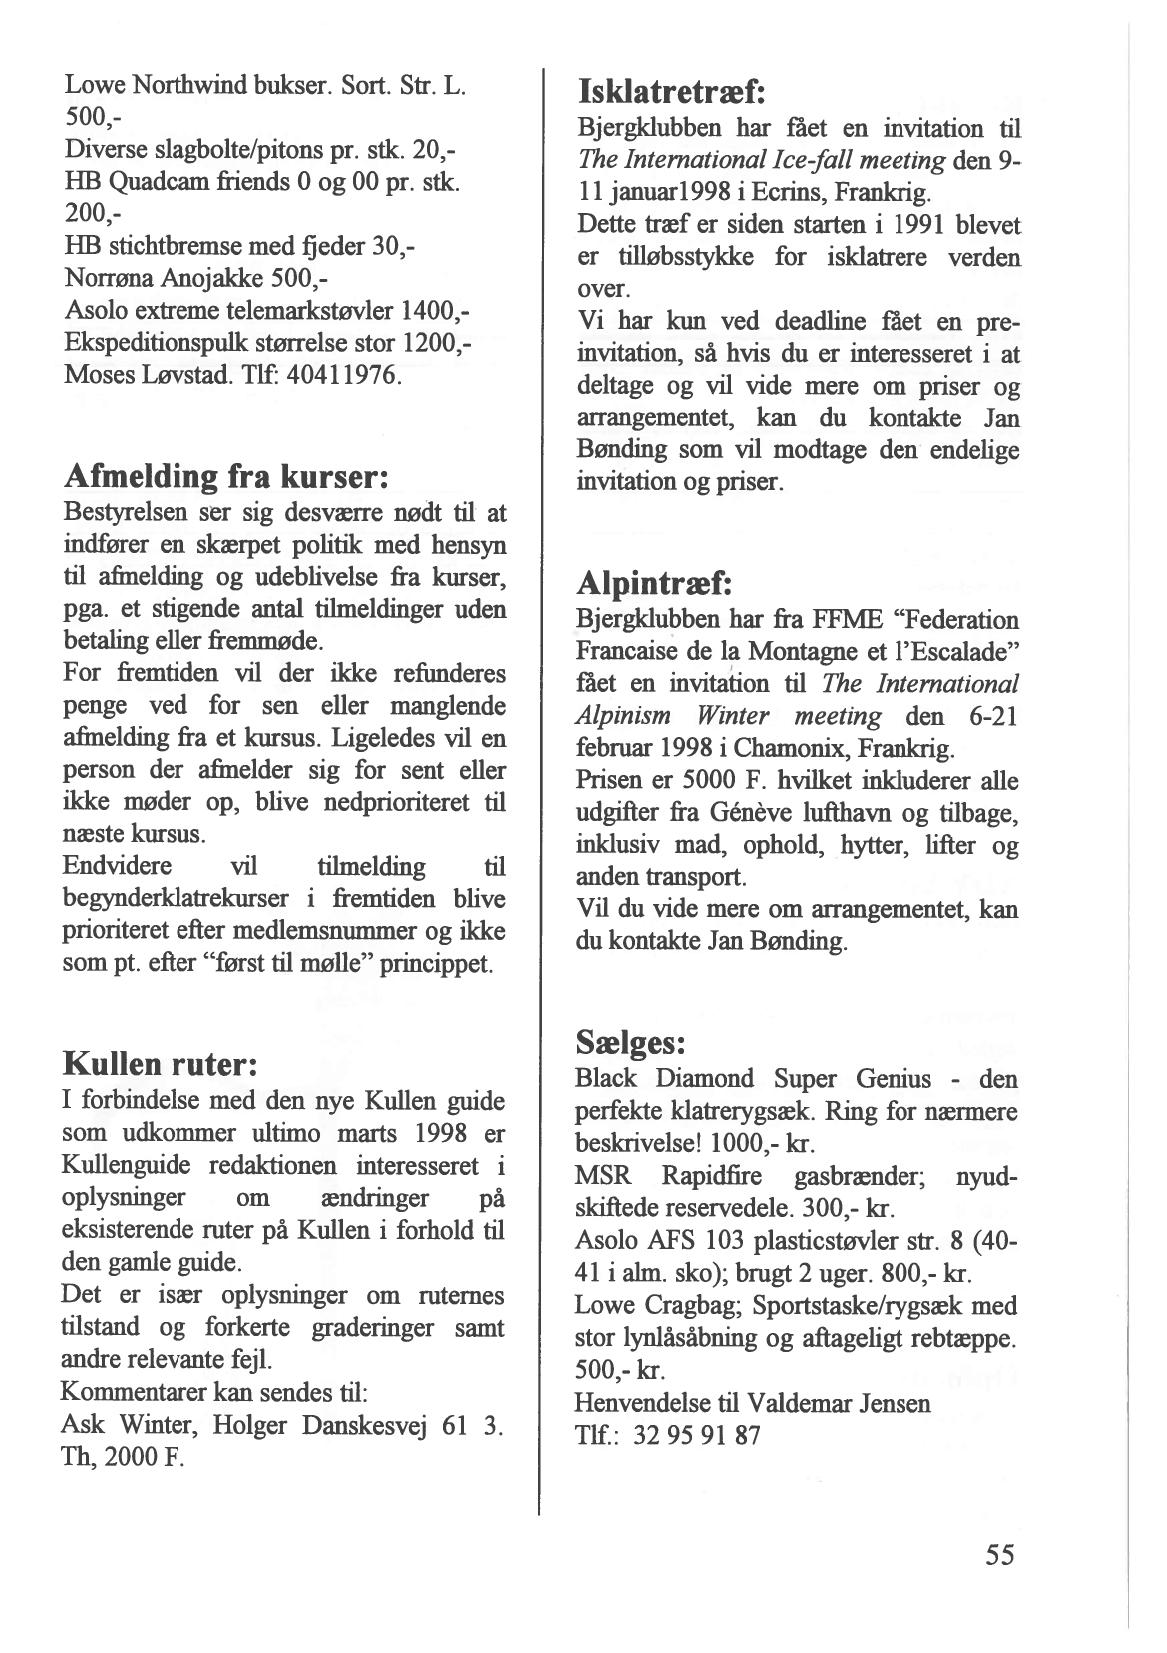 Lowe Northwind bukser. Sort. Str. L.
500,-
Diverse slagbolte/pitons pr. stk. 20,-
HB Quadcam friends 0 og 00 pr. stk.
200,-
HB stichtbremse med fjeder 30,-
Norrøna Anojakke 500,-
Asolo extreme telemarkstøvler 1400,-
Ekspeditionspulk størrelse stor 1200,-
Moses Løvstad. Tlf: 40411976.
Afmelding fra kurser:
Bestyrelsen ser sig desværre nødt til at
indfører en skærpet politik med hensyn
til afmelding og udeblivelse fra kurser,
pga. et stigende antal tilmeldinger uden
betaling eller fremmøde.
For fremtiden vil der ikke refunderes
penge ved for sen eller manglende
afmelding fra et kursus. Ligeledes vil en
person der afmelder sig for sent eller
ikke møder op, blive nedprioriteret til
næste kursus.
Endvidere vil tilmelding til
begynderklatrekurser i fremtiden blive
prioriteret efter medlemsnummer og ikke
som pt. efter “først til mølle” princippet.
Kullen ruter:
I forbindelse med den nye Kullen guide
som udkommer ultimo marts 1998 er
Kullenguide redaktionen interesseret i
oplysninger om ændringer på
eksisterende ruter på Kullen i forhold til
den gamle guide.
Det er især oplysninger om ruternes
tilstand og forkerte graderinger samt
andre relevante fejl.
Kommentarer kan sendes til:
Ask Winter, Holger Danskesvej 61 3.
Th, 2000 F.
Isklatretræf:
Bjergklubben har fået en invitation til
The International Ice-fall meeting den 9-
11 januar1998 i Ecrins, Frankrig.
Dette træf er siden starten i 1991 blevet
er tilløbsstykke for isklatrere verden
over.
Vi har kun ved deadline fået en pre-
invitation, så hvis du er interesseret i at
deltage og vil vide mere om priser og
arrangementet, kan du kontakte Jan
Bønding som vil modtage den endelige
invitation og priser.
Alpintræf:
Bjergklubben har fra FFME “Federation
Francaise de la Montagne et l’Escalade”
fået en invitation til The International
Alpinism Winter meeting den 6-21
februar 1998 i Chamonix, Frankrig.
Prisen er 5000 F. hvilket inkluderer alle
udgifter fra Génève lufthavn og tilbage,
inklusiv mad, ophold, hytter, lifter og
anden transport.
Vil du vide mere om arrangementet, kan
du kontakte Jan Bønding.
Sælges:
Black Diamond Super Genius - den
perfekte klatrerygsæk. Ring for nærmere
beskrivelse! 1000,- kr.
MSR Rapidfire gasbrænder; nyud-
skiftede reservedele. 300,- kr.
Asolo AFS 103 plasticstøvler str. 8 (40-
41 i alm. sko); brugt 2 uger. 800,- kr.
Lowe Cragbag; Sportstaske/rygsæk med
stor lynlåsåbning og aftageligt rebtæppe.
500,- kr.
Henvendelse til Valdemar Jensen
Tlf.: 32 95 91 87
55